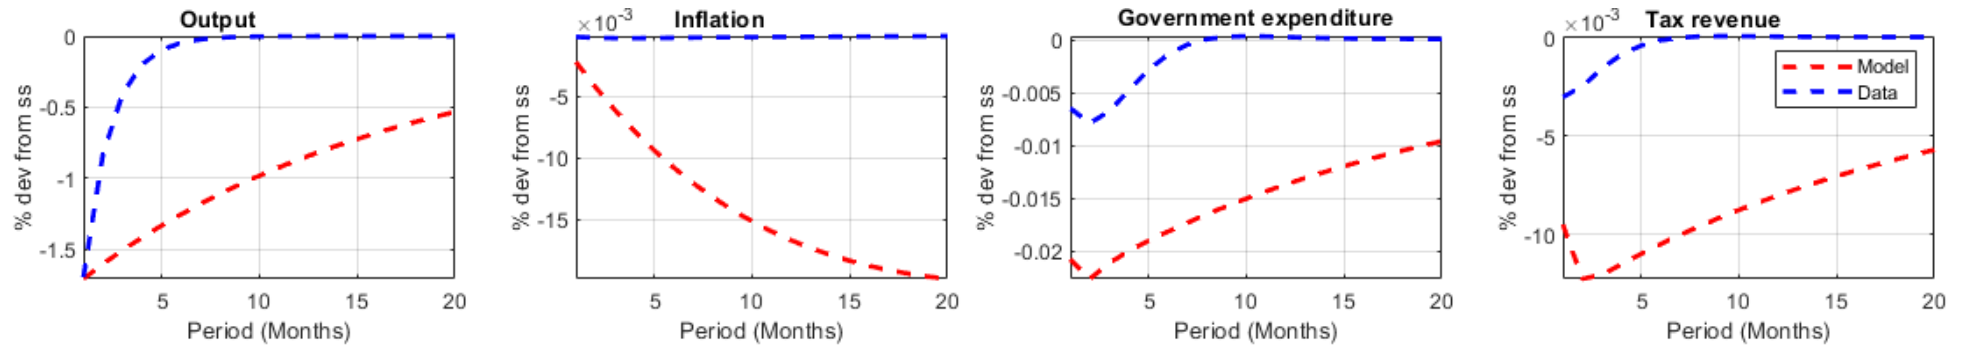 Output
% dev from ss
0
-0.5
-1
-1.5
5 10 15 20
Period (Months)
Inflation
×10-3
% dev from ss
-5
-10
-15
5 10 15 20
Period (Months)
Government expenditure
% dev from ss
0
-0.005
-0.01
-0.015
-0.02
5 10 15 20
Period (Months)
Tax revenue
×10-3
% dev from ss
0
-5
-10
5 10 15 20
Period (Months)
Model
Data